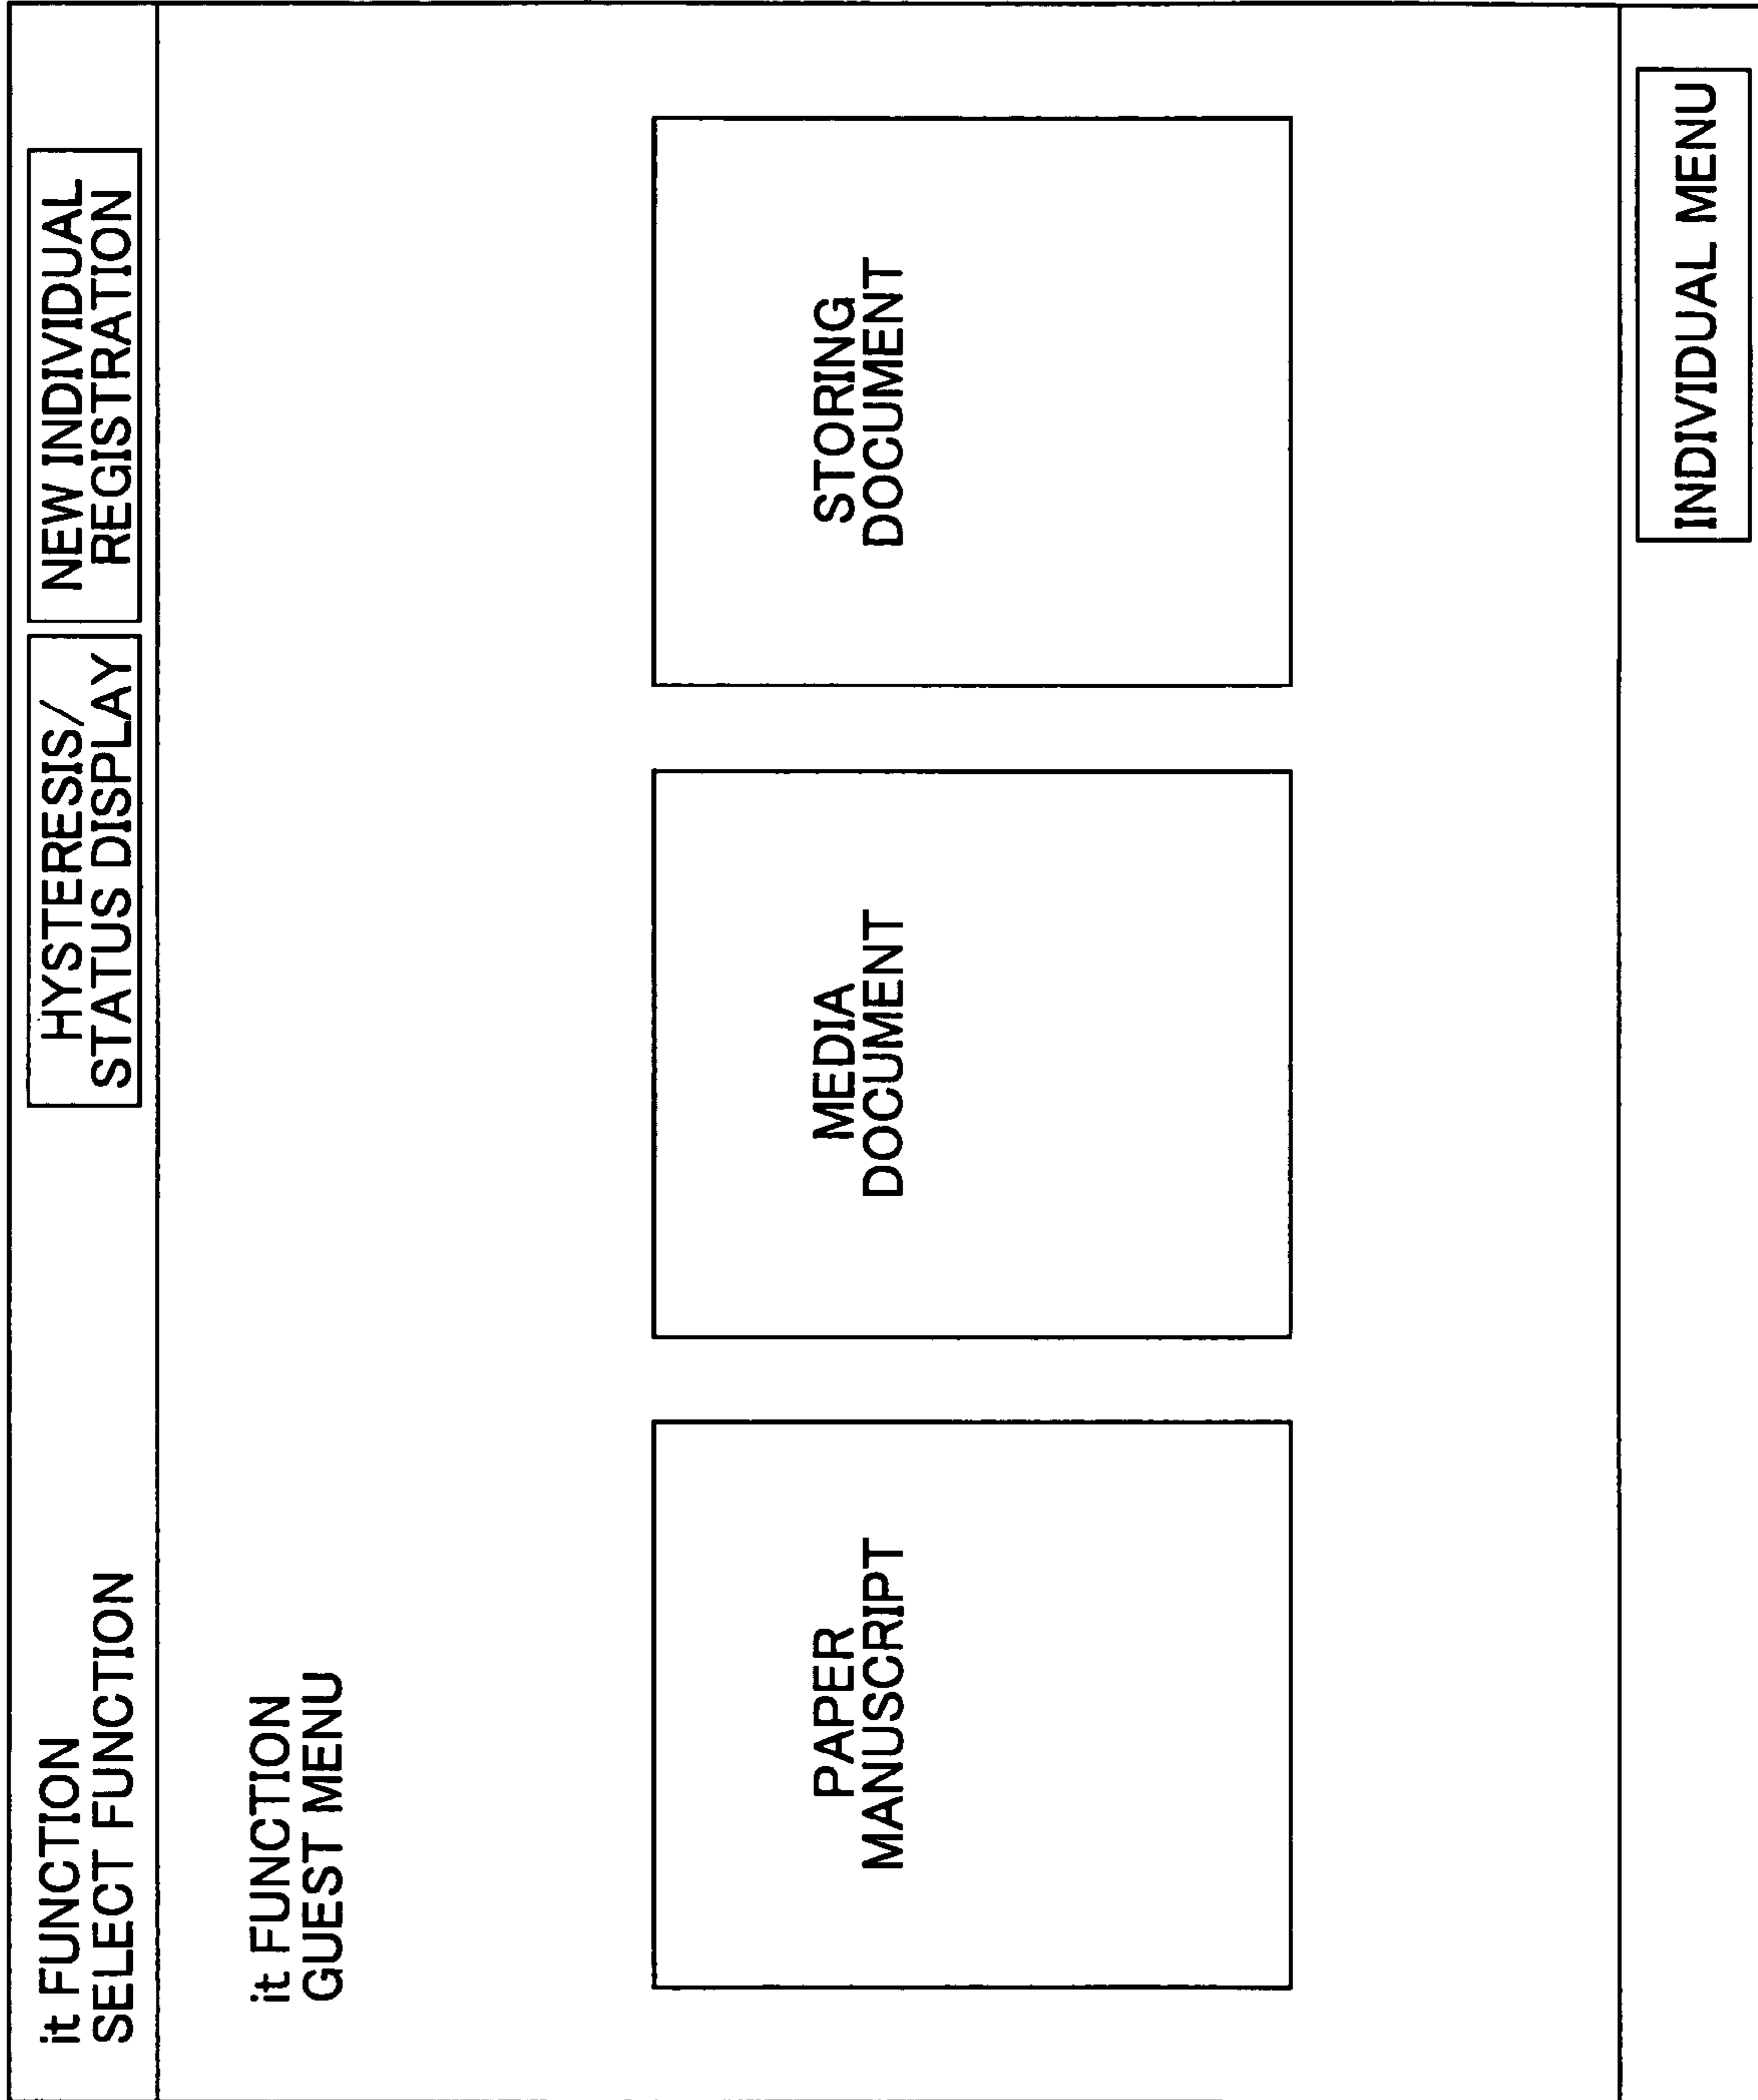 it FUNCTION
SELECT FUNCTION
HYSTERESIS/
STATUS DISPLAY
NEW INDIVIDUAL
REGISTRATION
it FUNCTION
GUEST MENU
PAPER
MANUSCRIPT
MEDIA
DOCUMENT
STORING
DOCUMENT
INDIVIDUAL MENU